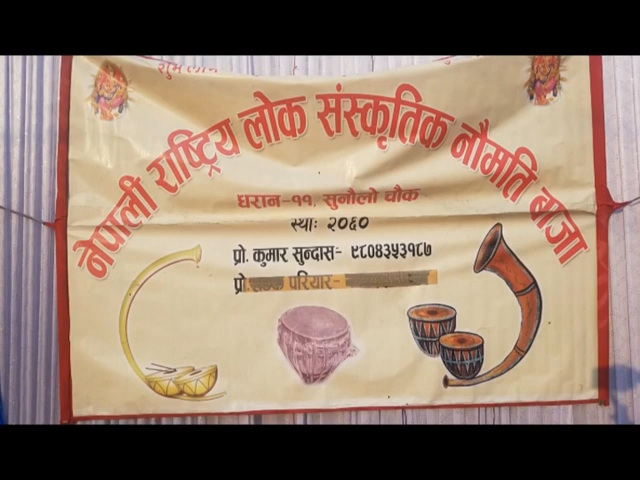 नेपाली राष्ट्रिय लोक संस्कृतिक नौमति बाजा
धरान-११, सुनौलो चौक
स्था: २०६०
प्रो. कुमार सुन्दास:- ९८०४३५३१८७
प्रो. परियार:-